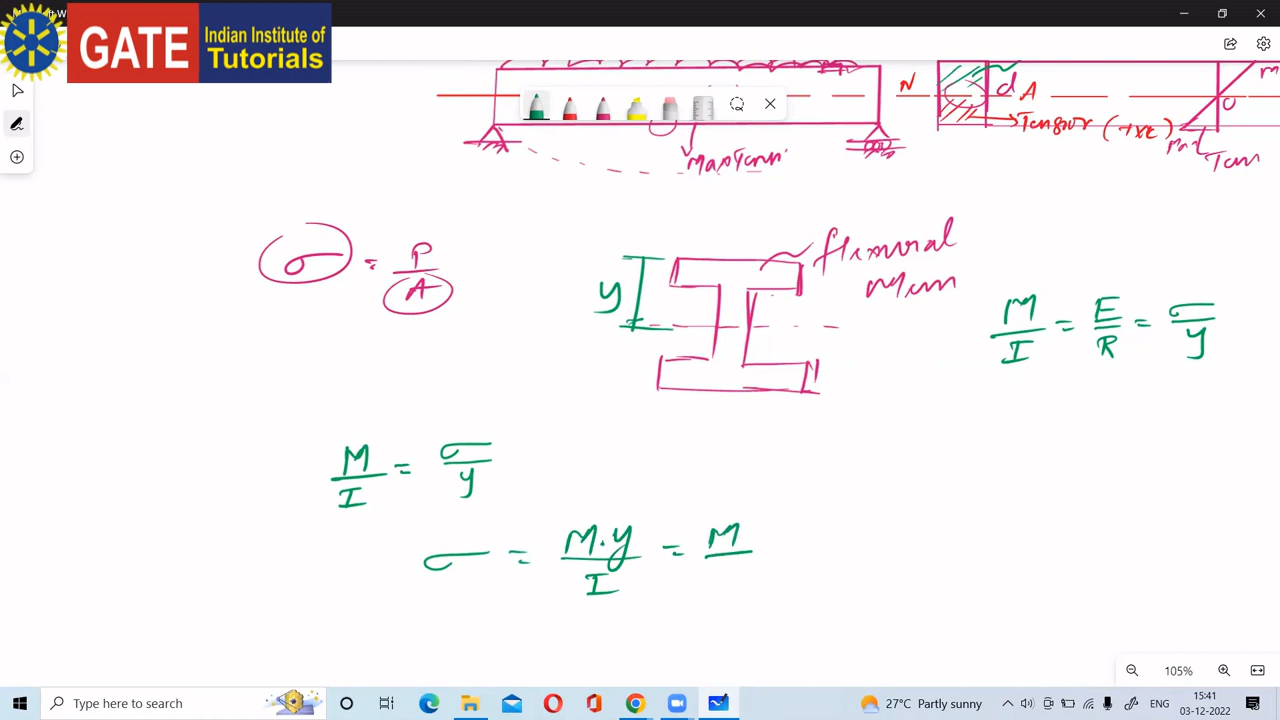 GATE
Indian Institute of
Tutorials
N
d
A
O
Tension (+ve)
Max Tension
Tens
σ = P/A
flexural
y
M/I = E/R = σ/y
M/I = σ/y
σ = M.y/I = M
105%
Type here to search
27°C Partly sunny
ENG
15:41
03-12-2022